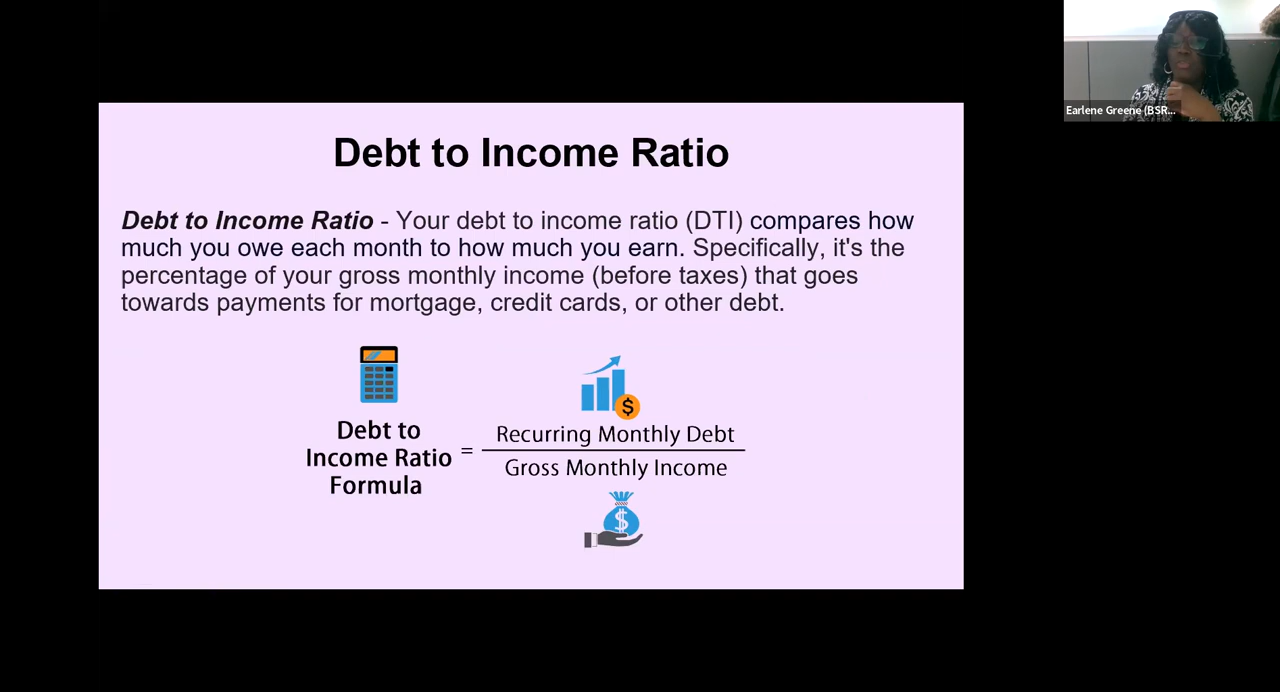 Debt to Income Ratio
Debt to Income Ratio - Your debt to income ratio (DTI) compares how
much you owe each month to how much you earn. Specifically, it's the
percentage of your gross monthly income (before taxes) that goes
towards payments for mortgage, credit cards, or other debt.
$
Debt to
Income Ratio
Formula
=
Recurring Monthly Debt
Gross Monthly Income
$
Earlene Greene (BSR...